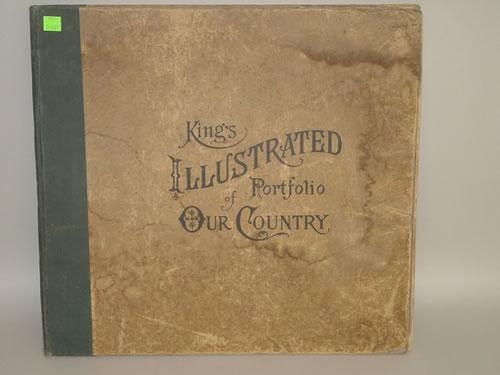 King's
ILLUSTRATED
of Portfolio
OUR COUNTRY